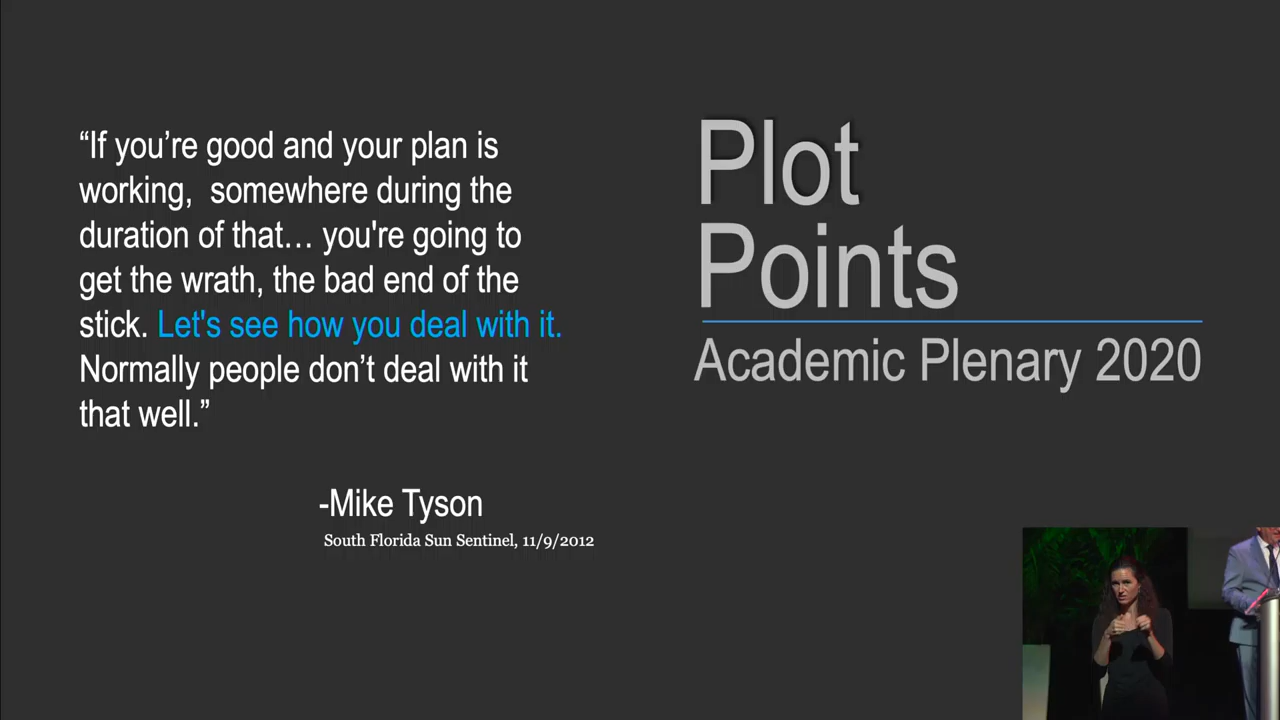 “If you’re good and your plan is
working,  somewhere during the
duration of that… you're going to
get the wrath, the bad end of the
stick. Let's see how you deal with it.
Normally people don’t deal with it
that well.”
-Mike Tyson
South Florida Sun Sentinel, 11/9/2012
Plot
Points
Academic Plenary 2020